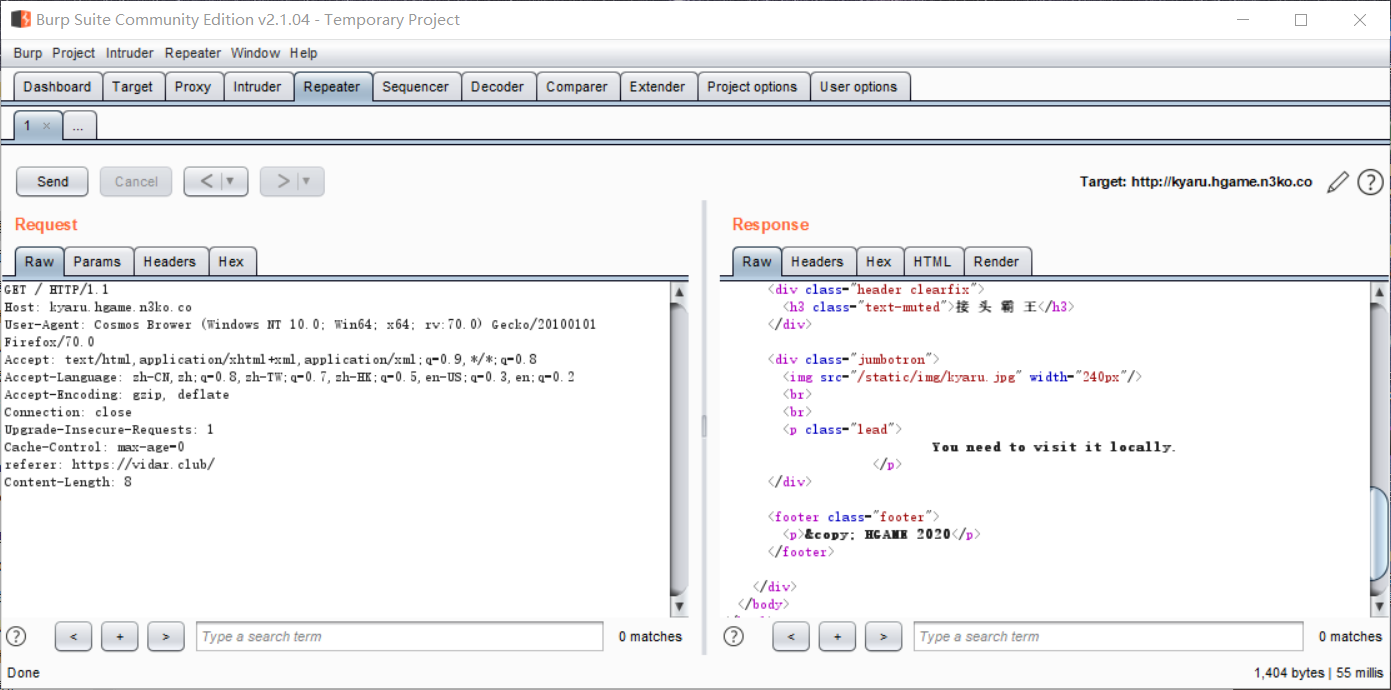 Burp Suite Community Edition v2.1.04 - Temporary Project
Burp Project Intruder Repeater Window Help
Dashboard Target Proxy Intruder Repeater Sequencer Decoder Comparer Extender Project options User options
1 × ...
Send Cancel < ▼ > ▼ Target: http://kyaru.hgame.n3ko.co ?
Request
Raw Params Headers Hex
GET / HTTP/1.1
Host: kyaru.hgame.n3ko.co
User-Agent: Cosmos Brower (Windows NT 10.0; Win64; x64; rv:70.0) Gecko/20100101
Firefox/70.0
Accept: text/html,application/xhtml+xml,application/xml;q=0.9,*/*;q=0.8
Accept-Language: zh-CN,zh;q=0.8,zh-TW;q=0.7,zh-HK;q=0.5,en-US;q=0.3,en;q=0.2
Accept-Encoding: gzip, deflate
Connection: close
Upgrade-Insecure-Requests: 1
Cache-Control: max-age=0
referer: https://vidar.club/
Content-Length: 8
? < + > Type a search term 0 matches
Response
Raw Headers Hex HTML Render
<div class="header clearfix">
<h3 class="text-muted">接 头 霸 王</h3>
</div>
<div class="jumbotron">
<img src="/static/img/kyaru.jpg" width="240px"/>
<br>
<br>
<p class="lead">
You need to visit it locally.
</p>
</div>
<footer class="footer">
<p>&copy; HGAME 2020</p>
</footer>
</div>
</body>
? < + > Type a search term 0 matches
Done 1,404 bytes | 55 millis